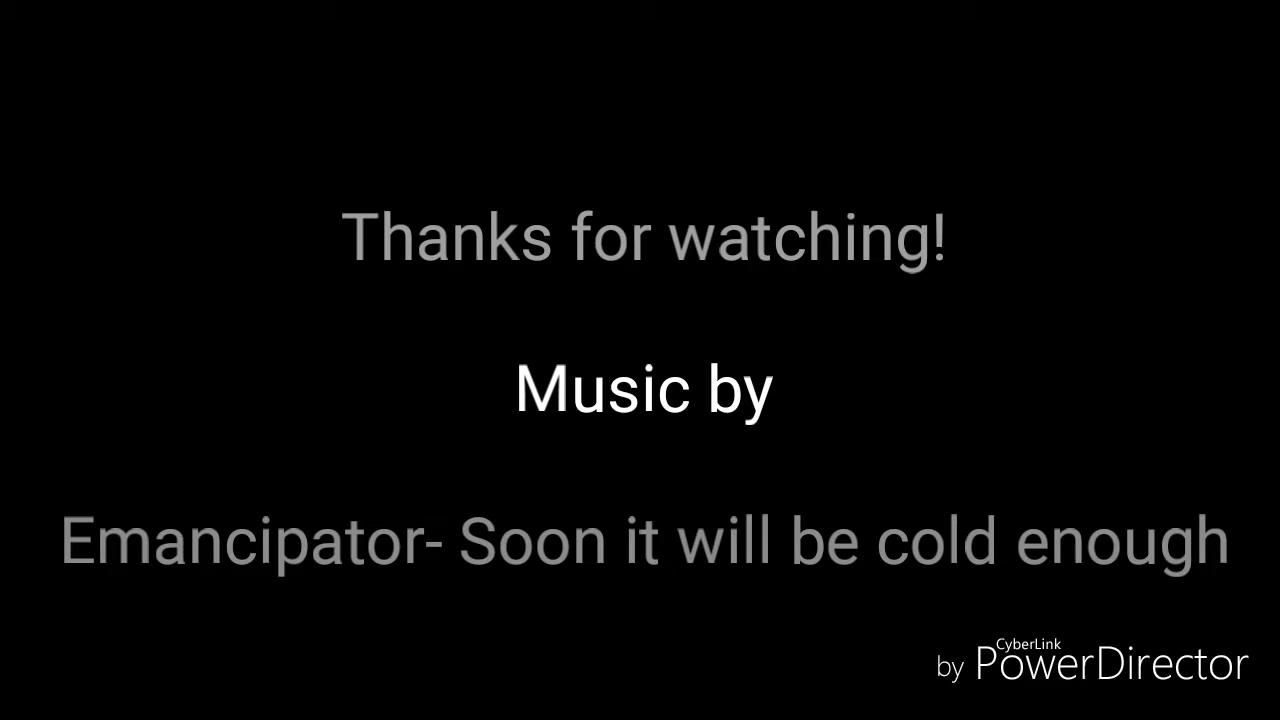 Thanks for watching!
Music by
Emancipator- Soon it will be cold enough
CyberLink
by PowerDirector